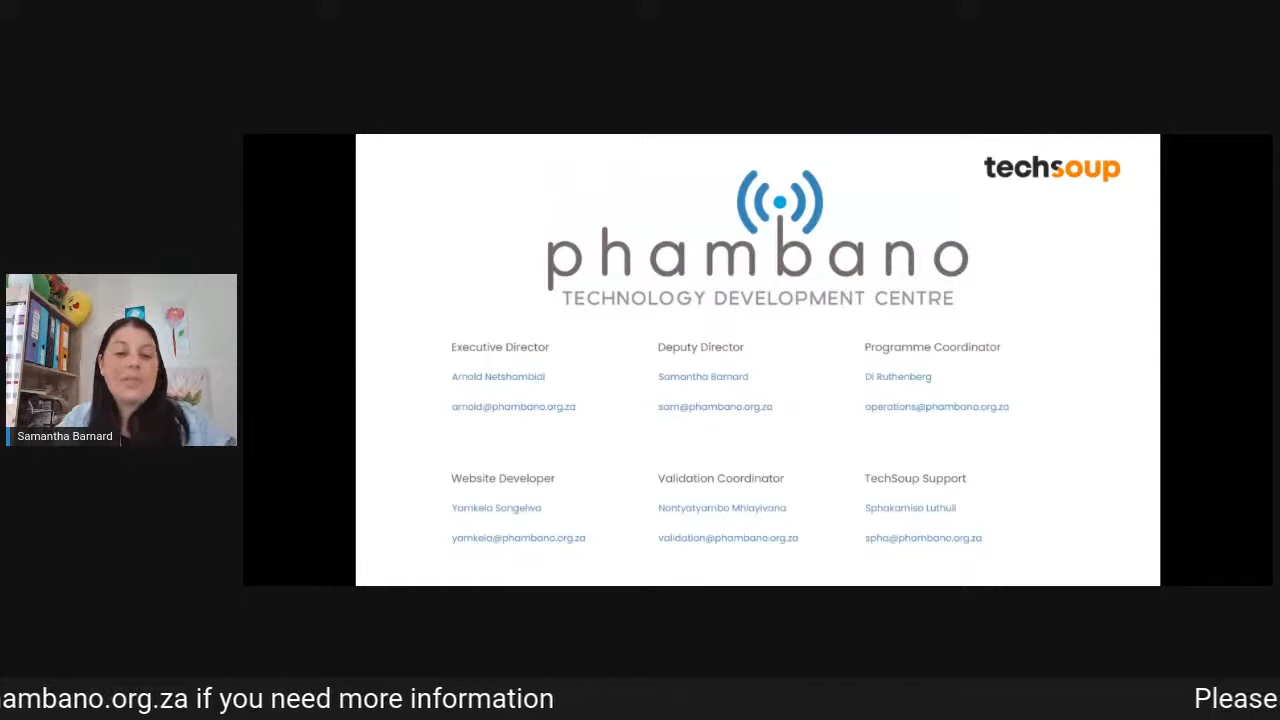 techsoup
phambano
TECHNOLOGY DEVELOPMENT CENTRE
Executive Director
Deputy Director
Programme Coordinator
Arnold Netshambidi
Samantha Barnard
Di Ruthenberg
arnold@phambano.org.za
sam@phambano.org.za
operations@phambano.org.za
Website Developer
Validation Coordinator
TechSoup Support
Yamkela Songelwa
Nontyatyambo Mhlayivana
Sphakamiso Luthuli
yamkela@phambano.org.za
validation@phambano.org.za
spha@phambano.org.za
Samantha Barnard
ambano.org.za if you need more information
Please